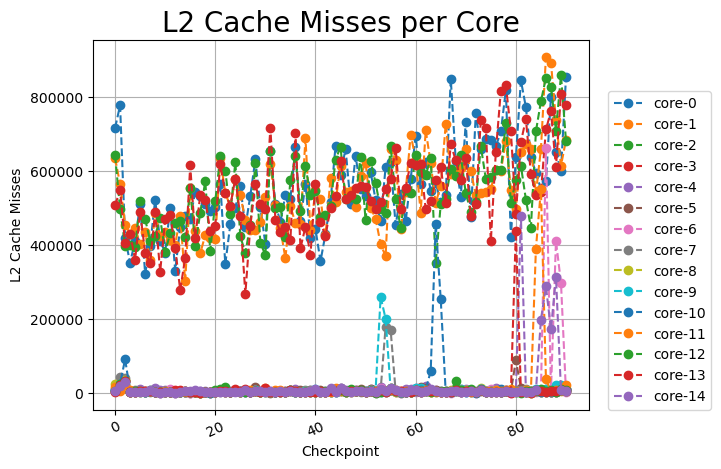 L2 Cache Misses per Core
L2 Cache Misses
800000
600000
400000
200000
0
0
20
40
60
80
Checkpoint
core-0
core-1
core-2
core-3
core-4
core-5
core-6
core-7
core-8
core-9
core-10
core-11
core-12
core-13
core-14